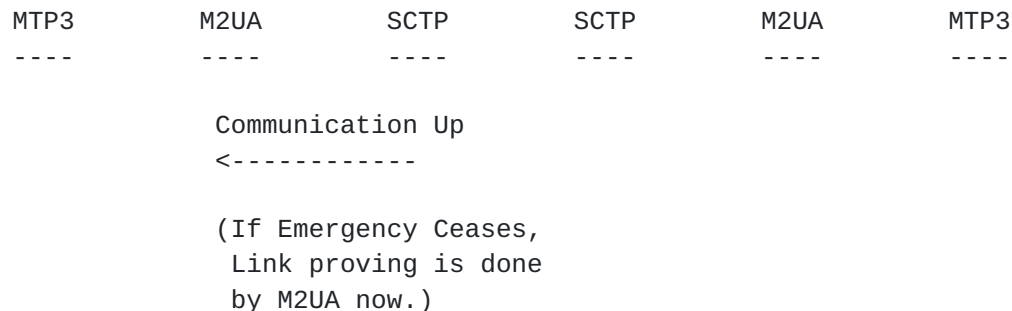 MTP3 M2UA SCTP SCTP M2UA MTP3
---- ---- ---- ---- ---- ----
Communication Up
<------------
(If Emergency Ceases,
Link proving is done
by M2UA now.)